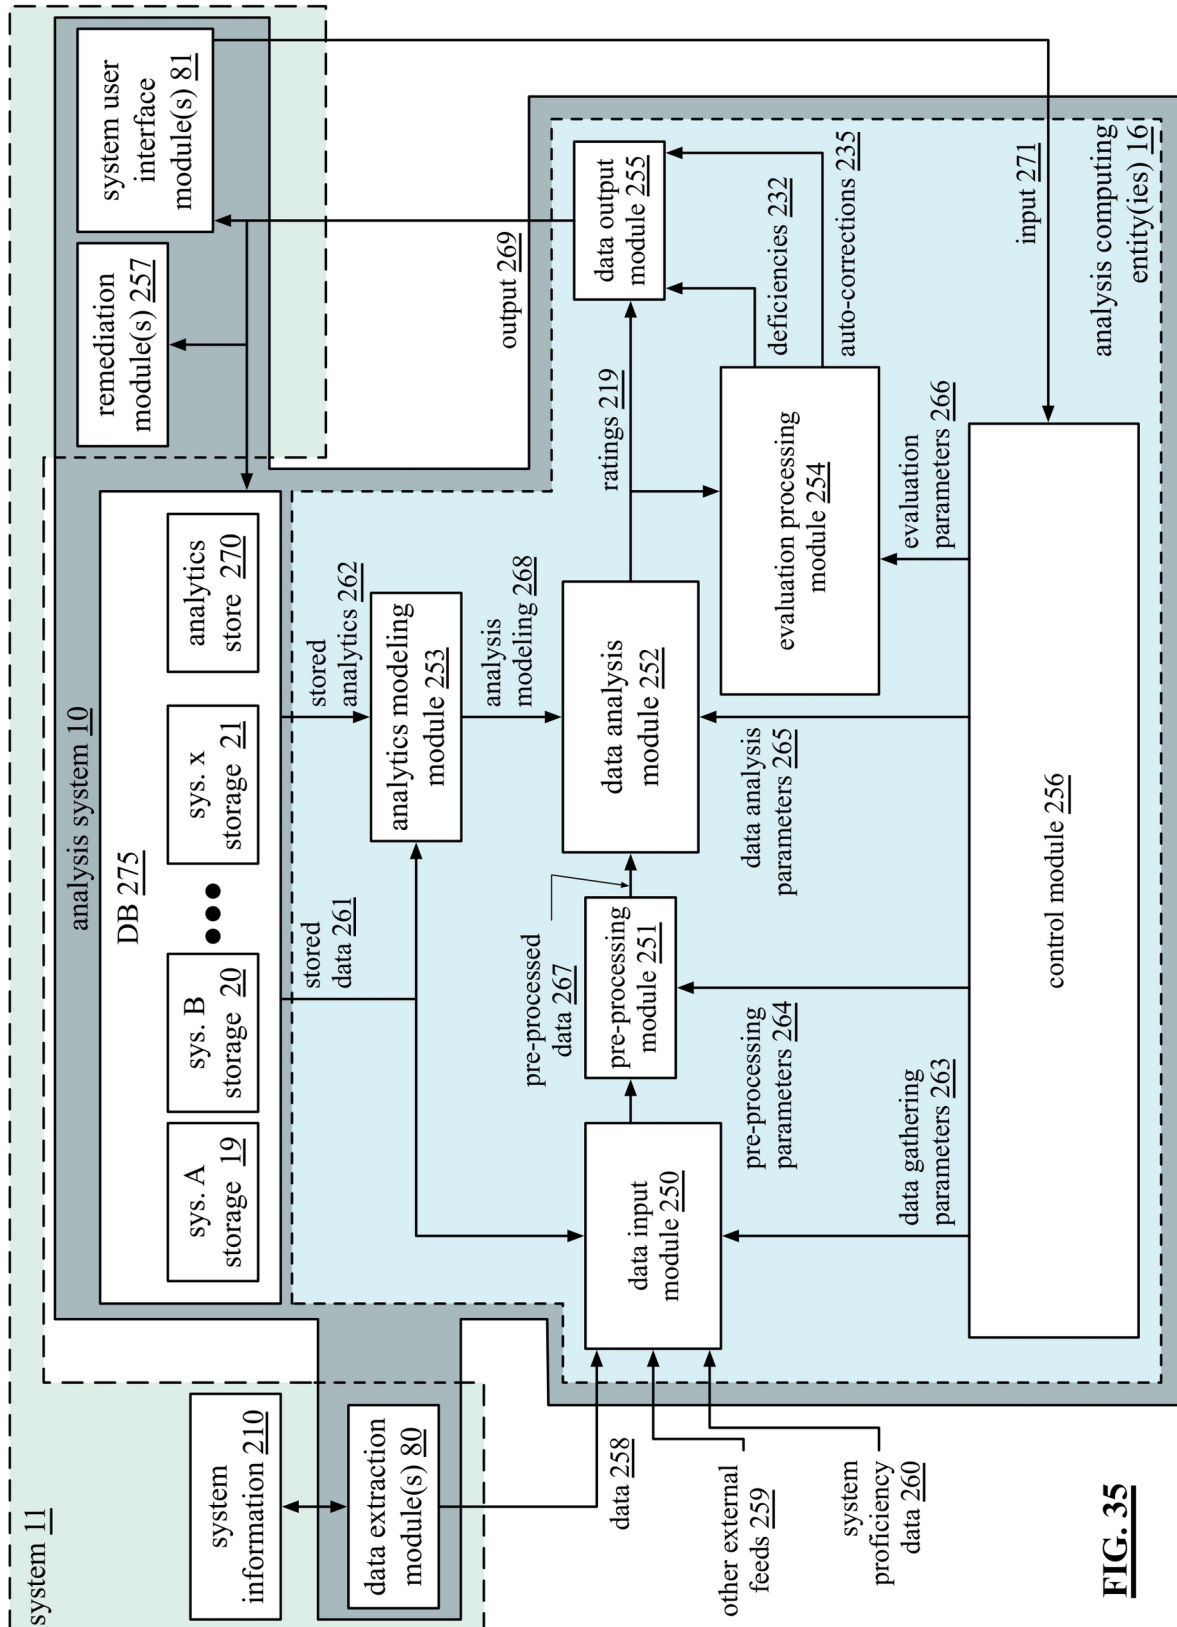 system 11
system
information 210
data extraction
module(s) 80
analysis system 10
DB 275
sys. A
storage 19
sys. B
storage 20
sys. x
storage 21
analytics
store 270
remediation
module(s) 257
system user
interface
module(s) 81
stored
data 261
stored
analytics 262
analytics modeling
module 253
analysis
modeling 268
output 269
data 258
other external
feeds 259
system
proficiency
data 260
data input
module 250
pre-processed
data 267
pre-processing
module 251
data analysis
module 252
ratings 219
data output
module 255
deficiencies 232
auto-corrections 235
evaluation processing
module 254
data gathering
parameters 263
pre-processing
parameters 264
data analysis
parameters 265
evaluation
parameters 266
input 271
control module 256
analysis computing
entity(ies) 16
FIG. 35